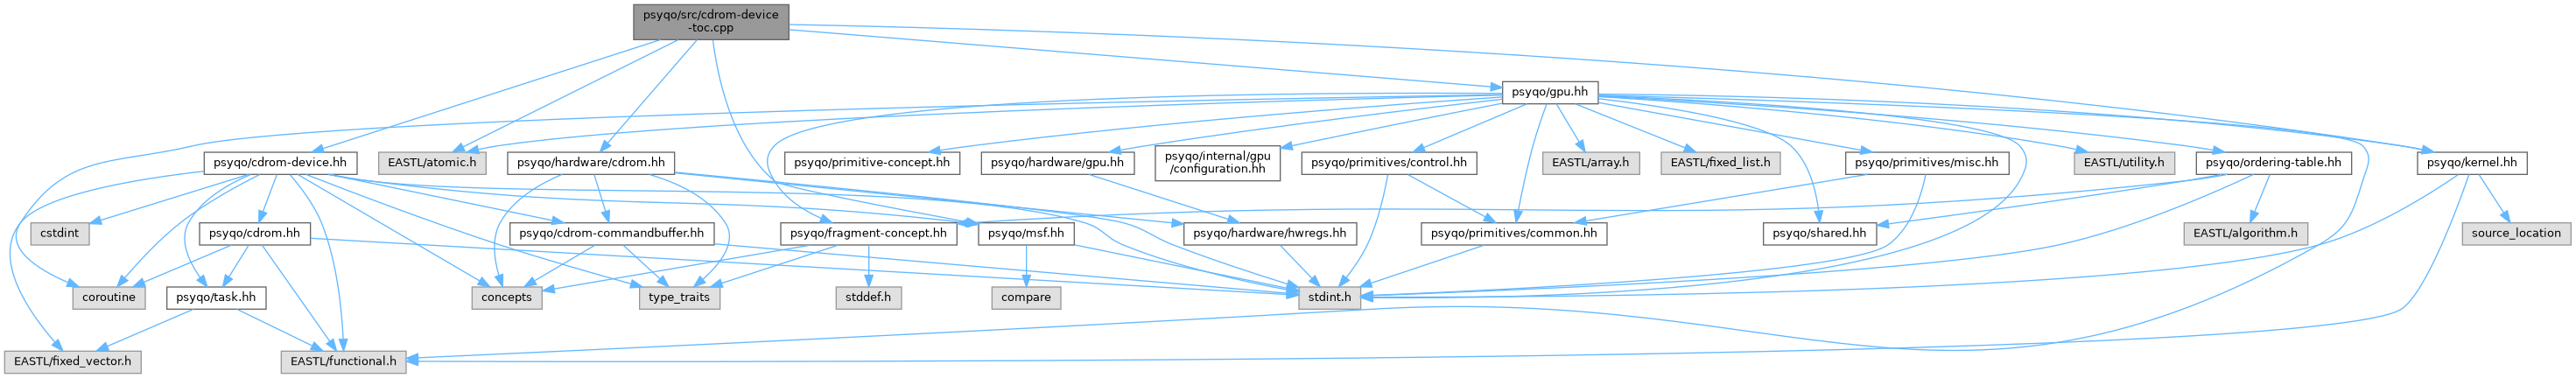 psyqo/src/cdrom-device
-toc.cpp
psyqo/gpu.hh
psyqo/cdrom-device.hh
EASTL/atomic.h
psyqo/hardware/cdrom.hh
psyqo/primitive-concept.hh
psyqo/hardware/gpu.hh
psyqo/internal/gpu
/configuration.hh
psyqo/primitives/control.hh
EASTL/array.h
EASTL/fixed_list.h
psyqo/primitives/misc.hh
EASTL/utility.h
psyqo/ordering-table.hh
psyqo/kernel.hh
cstdint
psyqo/cdrom.hh
psyqo/cdrom-commandbuffer.hh
psyqo/fragment-concept.hh
psyqo/msf.hh
psyqo/hardware/hwregs.hh
psyqo/primitives/common.hh
psyqo/shared.hh
EASTL/algorithm.h
source_location
coroutine
psyqo/task.hh
concepts
type_traits
stddef.h
compare
stdint.h
EASTL/fixed_vector.h
EASTL/functional.h